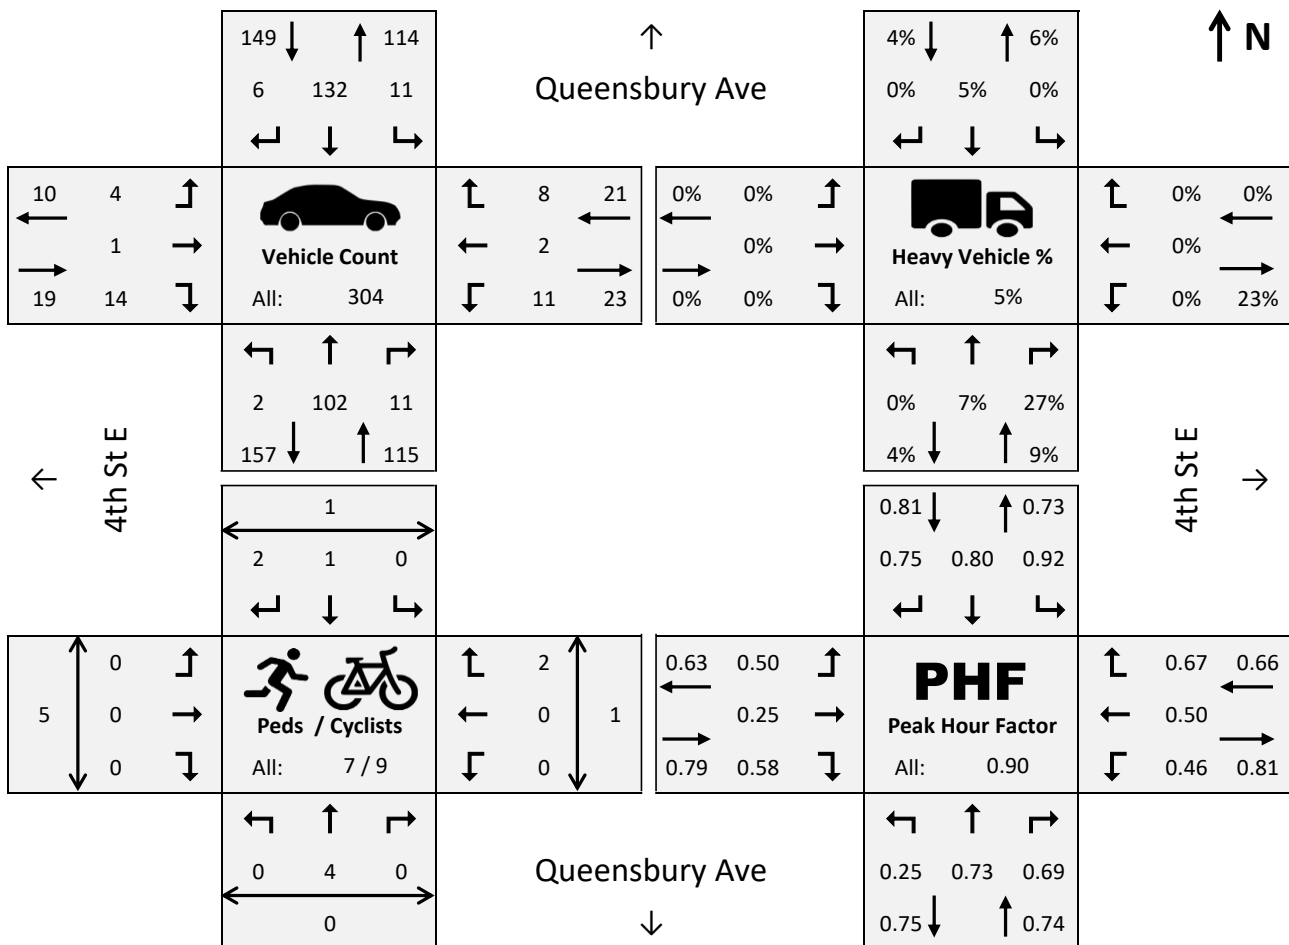 149 114 4% 6% N
6 132 11 Queensbury Ave 0% 5% 0%
10 4 8 21 0% 0% 0% 0%
1 2 0% 0%
Vehicle Count Heavy Vehicle %
19 14 All: 304 11 23 0% 0% All: 5% 0% 23%
2 102 11 0% 7% 27%
157 115 4% 9%
4th St E 4th St E
1 0.81 0.73
2 1 0 0.75 0.80 0.92
0 2 0.63 0.50 PHF 0.67 0.66
5 0 0 1 0.25 0.50
Peds / Cyclists Peak Hour Factor
0 All: 7 / 9 0 0.79 0.58 All: 0.90 0.46 0.81
0 4 0 Queensbury Ave 0.25 0.73 0.69
0 0.75 0.74